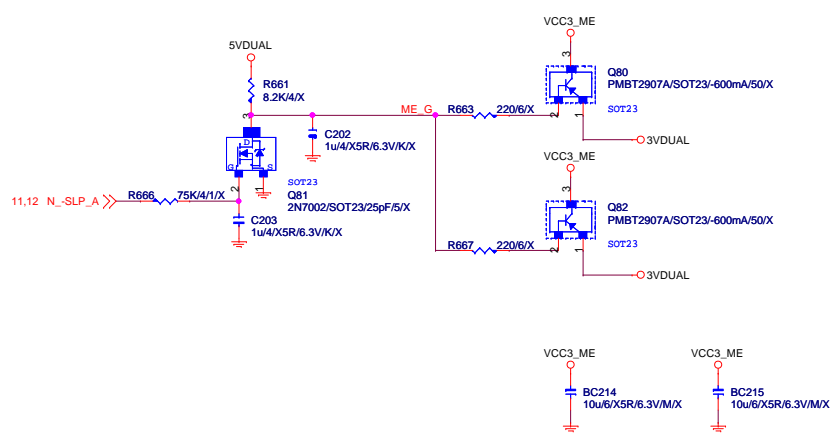 VCC3_ME
5VDUAL
3
R661
8.2K/4/X
Q80
PMBT2907A/SOT23/-600mA/50/X
SOT23
3
ME_G
R663
220/6/X
2
1
3VDUAL
D
G
S
C202
1u/4/X5R/6.3V/K/X
VCC3_ME
SOT23
2
1
Q81
2N7002/SOT23/25pF/5/X
11,12 N_-SLP_A
R666
75K/4/1/X
3
Q82
PMBT2907A/SOT23/-600mA/50/X
SOT23
C203
1u/4/X5R/6.3V/K/X
R667
220/6/X
2
1
3VDUAL
VCC3_ME
VCC3_ME
BC214
10u/6/X5R/6.3V/M/X
BC215
10u/6/X5R/6.3V/M/X